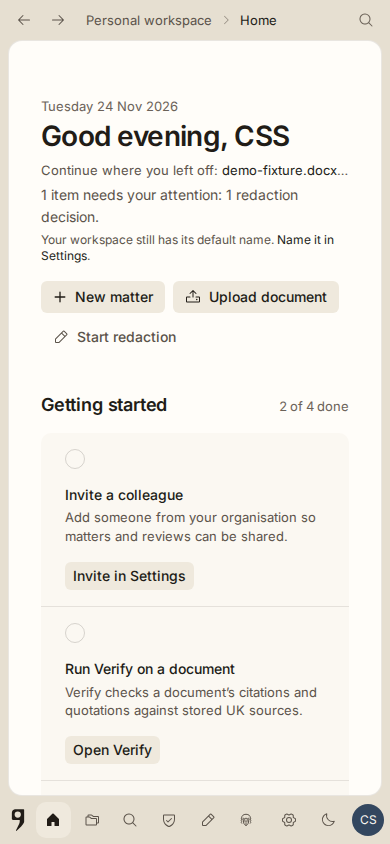 Personal workspace > Home
Tuesday 24 Nov 2026
Good evening, CSS
Continue where you left off: demo-fixture.docx...
1 item needs your attention: 1 redaction
decision.
Your workspace still has its default name. Name it in
Settings.
New matter
Upload document
Start redaction
Getting started
2 of 4 done
Invite a colleague
Add someone from your organisation so
matters and reviews can be shared.
Invite in Settings
Run Verify on a document
Verify checks a document’s citations and
quotations against stored UK sources.
Open Verify
CS